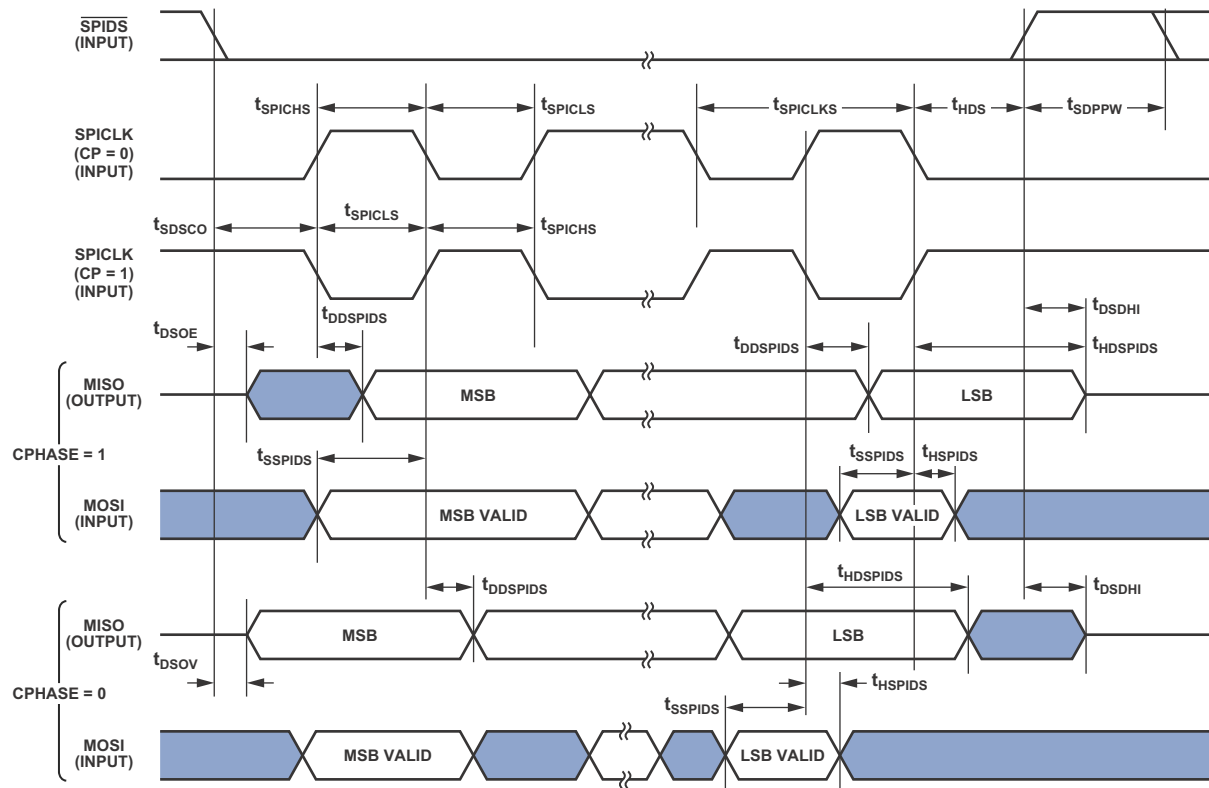 SPIDS
(INPUT)
tSPICHS
tSPICLS
tSPICLKS
tHDS
tSDPPW
SPICLK
(CP = 0)
(INPUT)
tSDSCO
tSPICLS
tSPICHS
SPICLK
(CP = 1)
(INPUT)
tDSOE
tDDSPIDS
tDDSPIDS
tDSDHI
tHDSPIDS
CPHASE = 1
MISO
(OUTPUT)
MSB
LSB
tSSPIDS
tSSPIDS
tHSPIDS
MOSI
(INPUT)
MSB VALID
LSB VALID
tDDSPIDS
tHDSPIDS
tDSDHI
CPHASE = 0
MISO
(OUTPUT)
MSB
LSB
tDSOV
tSSPIDS
tHSPIDS
MOSI
(INPUT)
MSB VALID
LSB VALID